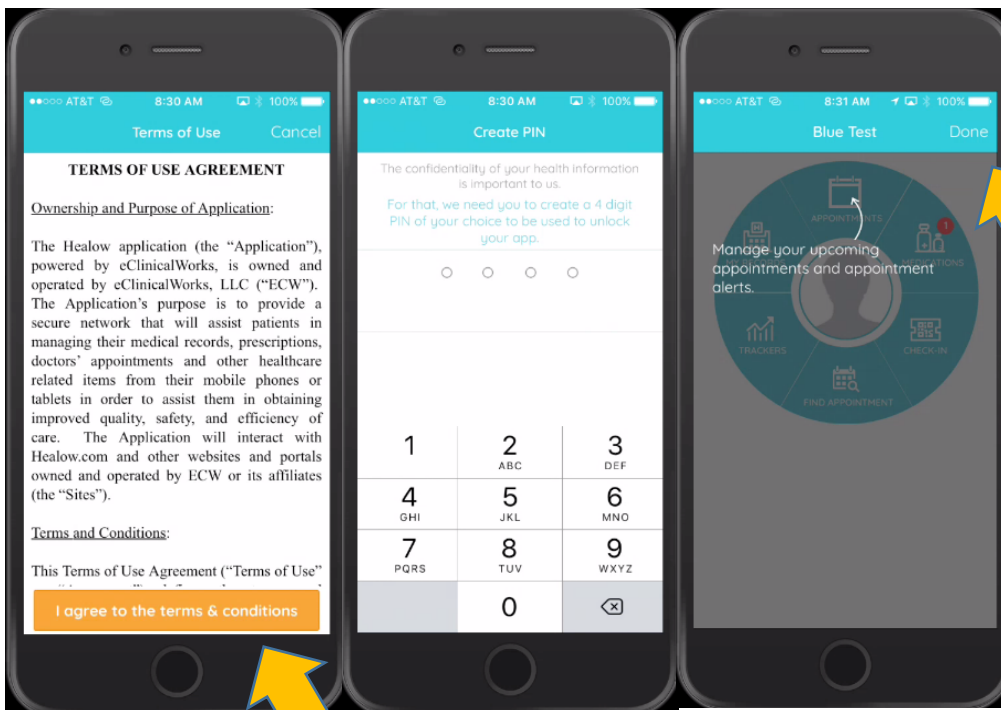 AT&T 8:30 AM 100%
Terms of Use Cancel
TERMS OF USE AGREEMENT
Ownership and Purpose of Application:
The Healow application (the “Application”),
powered by eClinicalWorks, is owned and
operated by eClinicalWorks, LLC (“ECW”).
The Application’s purpose is to provide a
secure network that will assist patients in
managing their medical records, prescriptions,
doctors’ appointments and other healthcare
related items from their mobile phones or
tablets in order to assist them in obtaining
improved quality, safety, and efficiency of
care. The Application will interact with
Healow.com and other websites and portals
owned and operated by ECW or its affiliates
(the “Sites”).
Terms and Conditions:
This Terms of Use Agreement (“Terms of Use”
I agree to the terms & conditions
AT&T 8:30 AM 100%
Create PIN
The confidentiality of your health information
is important to us.
For that, we need you to create a 4 digit
PIN of your choice to be used to unlock
your app.
1 2 3
ABC DEF
4 5 6
GHI JKL MNO
7 8 9
PQRS TUV WXYZ
0
AT&T 8:31 AM 100%
Blue Test Done
APPOINTMENTS
1
Manage your upcoming
appointments and appointment
alerts.
MEDICATIONS
TRACKERS
CHECK-IN
FIND APPOINTMENT